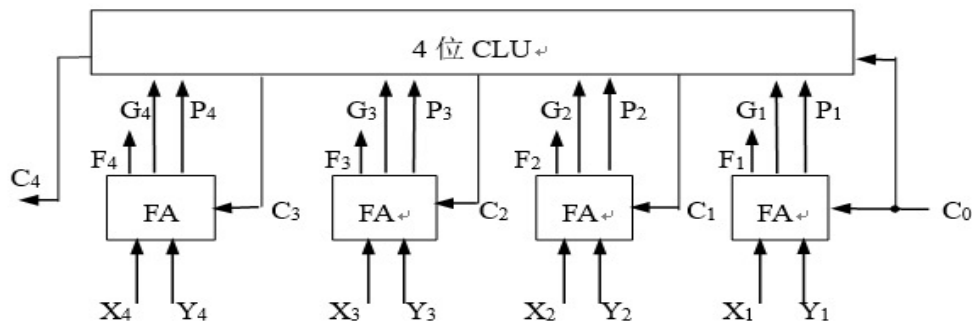 4 位 CLU↵
G₄ P₄ G₃ P₃ G₂ P₂ G₁ P₁
F₄ F₃ F₂ F₁
C₄
FA C₃ FA↵ C₂ FA↵ C₁ FA↵ C₀
X₄ Y₄ X₃ Y₃ X₂ Y₂ X₁ Y₁